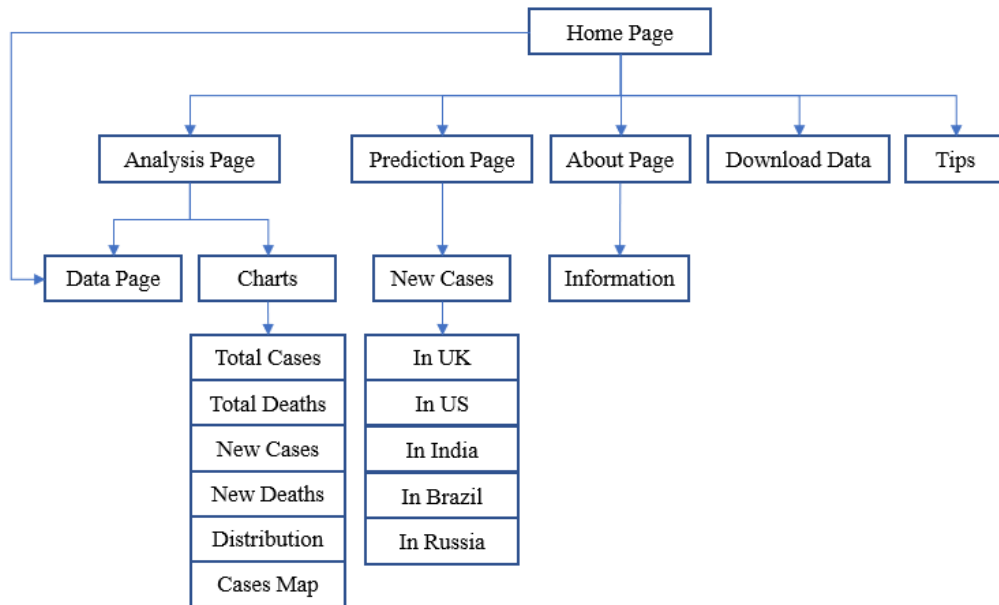 Home Page
Analysis Page
Prediction Page
About Page
Download Data
Tips
Data Page
Charts
New Cases
Information
Total Cases
Total Deaths
New Cases
New Deaths
Distribution
Cases Map
In UK
In US
In India
In Brazil
In Russia